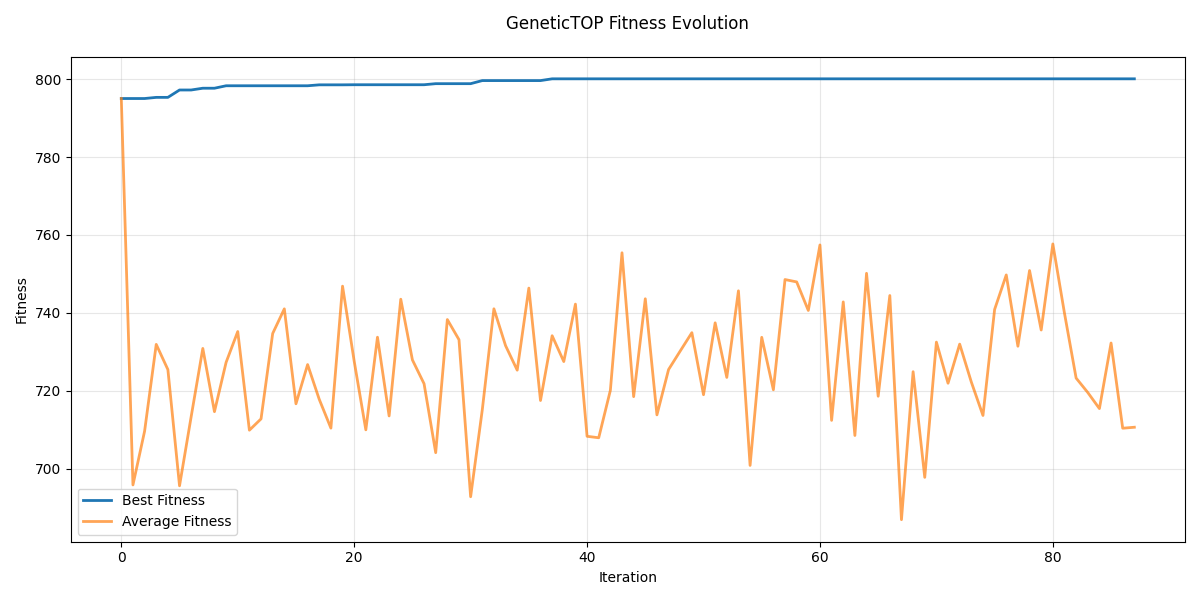 GeneticTOP Fitness Evolution
Fitness
800
780
760
740
720
700
Best Fitness
Average Fitness
0 20 40 60 80
Iteration